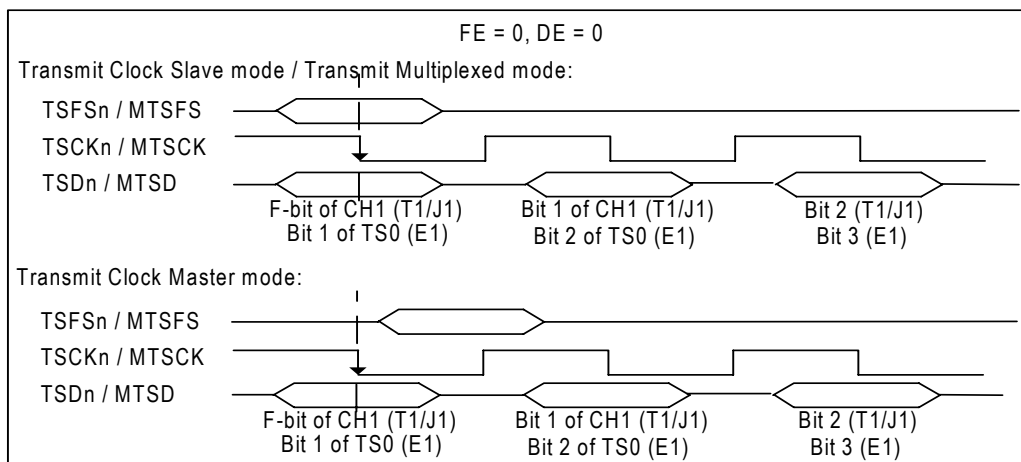 FE = 0, DE = 0
Transmit Clock Slave mode / Transmit Multiplexed mode:
TSFSn / MTSFS
TSCKn / MTSCK
TSDn / MTSD
F-bit of CH1 (T1/J1) Bit 1 of CH1 (T1/J1) Bit 2 (T1/J1)
Bit 1 of TS0 (E1) Bit 2 of TS0 (E1) Bit 3 (E1)
Transmit Clock Master mode:
TSFSn / MTSFS
TSCKn / MTSCK
TSDn / MTSD
F-bit of CH1 (T1/J1) Bit 1 of CH1 (T1/J1) Bit 2 (T1/J1)
Bit 1 of TS0 (E1) Bit 2 of TS0 (E1) Bit 3 (E1)